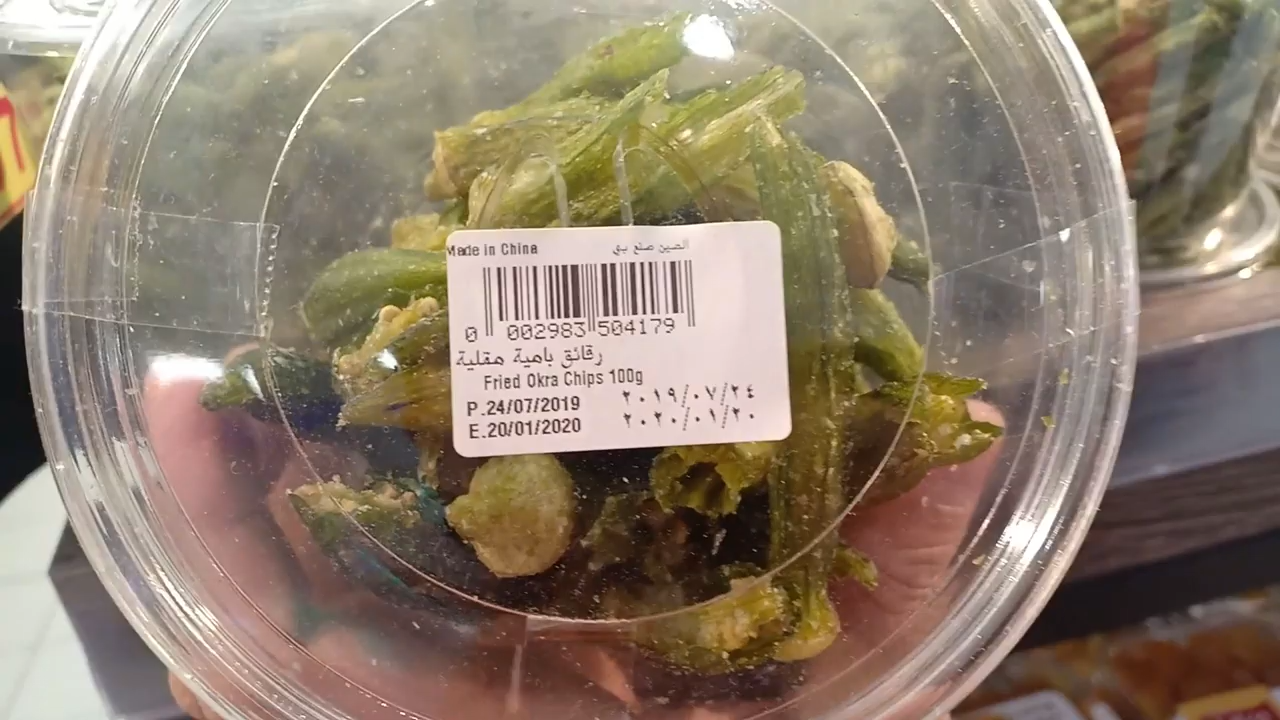 Made in China الصين صنع بفي
0 002983 504179
رقائق بامية مقلية
Fried Okra Chips 100g
P.24/07/2019 ٢٠١٩/٠٧/٢٤
E.20/01/2020 ٢٠٢٠/٠١/٢٠